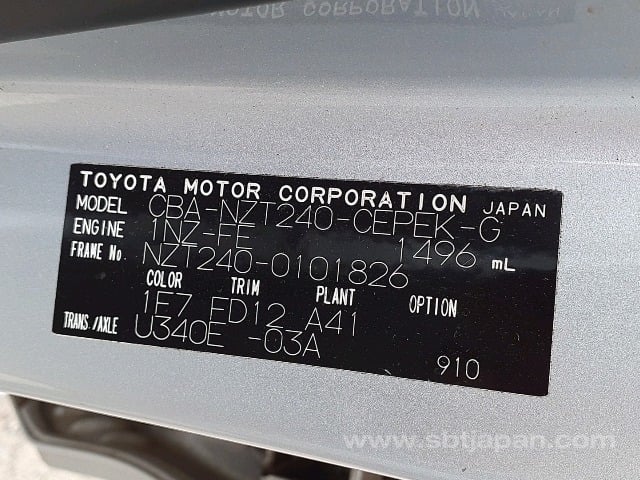 TOYOTA MOTOR CORPORATION JAPAN
MODEL CBA-NZT240-CEPEK-G
ENGINE 1NZ-FE 1496 mL
FRAME No. NZT240-0101826
COLOR TRIM PLANT OPTION
1F7 FD12 A41
TRANS./AXLE U340E -03A
910
www.sbtjapan.com